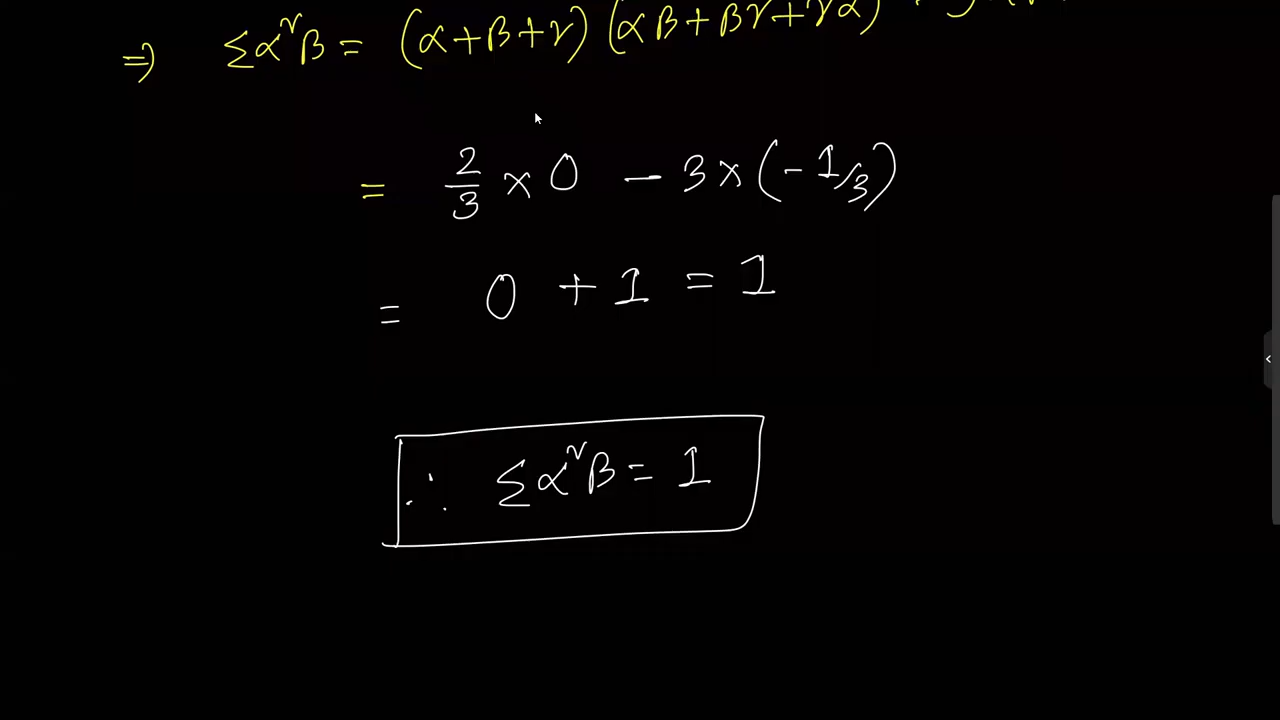 ⇒ Σα²β = (α+β+γ) (αβ+βγ+γα)
= 2/3 × 0 - 3 × (-1/3)
= 0 + 1 = 1
∴ Σα²β = 1